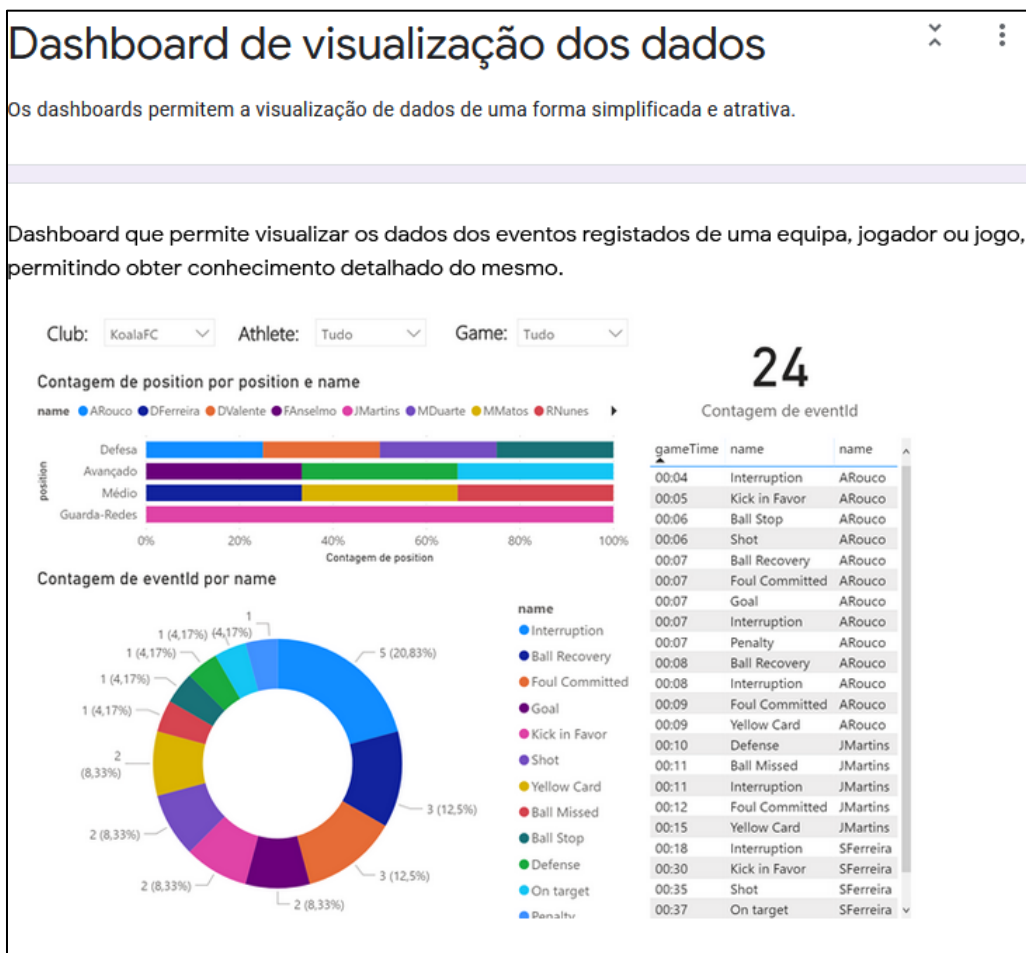 Dashboard de visualização dos dados
Os dashboards permitem a visualização de dados de uma forma simplificada e atrativa.
Dashboard que permite visualizar os dados dos eventos registados de uma equipa, jogador ou jogo,
permitindo obter conhecimento detalhado do mesmo.
Club: KoalaFC Athlete: Tudo Game: Tudo
24
Contagem de eventId
Contagem de position por position e name
name ARouco DFerreira DValente FAnselmo JMartins MDuarte MMatos RNunes
position
Defesa
Avançado
Médio
Guarda-Redes
0% 20% 40% 60% 80% 100%
Contagem de position
Contagem de eventId por name
1
1 (4,17%) (4,17%)
1 (4,17%)
1 (4,17%)
1 (4,17%)
2
(8,33%)
2 (8,33%)
2 (8,33%)
2 (8,33%)
3 (12,5%)
3 (12,5%)
5 (20,83%)
name
Interruption
Ball Recovery
Foul Committed
Goal
Kick in Favor
Shot
Yellow Card
Ball Missed
Ball Stop
Defense
On target
Penalty
gameTime name name
00:04 Interruption ARouco
00:05 Kick in Favor ARouco
00:06 Ball Stop ARouco
00:06 Shot ARouco
00:07 Ball Recovery ARouco
00:07 Foul Committed ARouco
00:07 Goal ARouco
00:07 Interruption ARouco
00:07 Penalty ARouco
00:08 Ball Recovery ARouco
00:08 Interruption ARouco
00:09 Foul Committed ARouco
00:09 Yellow Card ARouco
00:10 Defense JMartins
00:11 Ball Missed JMartins
00:11 Interruption JMartins
00:12 Foul Committed JMartins
00:15 Yellow Card JMartins
00:18 Interruption SFerreira
00:30 Kick in Favor SFerreira
00:35 Shot SFerreira
00:37 On target SFerreira